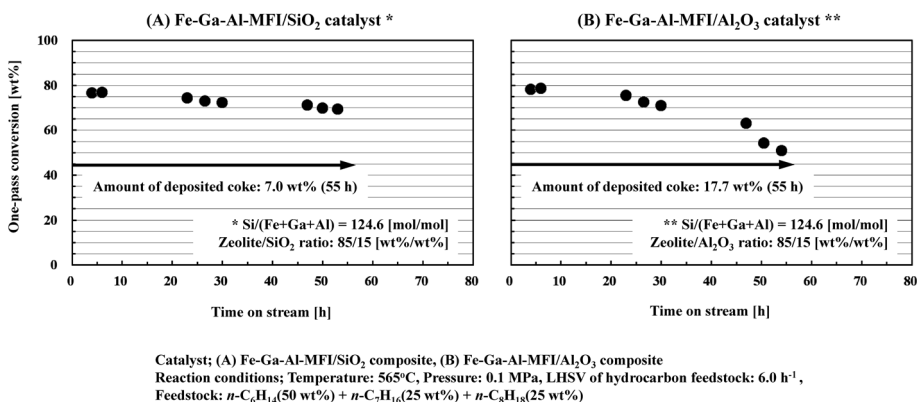 (A) Fe-Ga-Al-MFI/SiO₂ catalyst *
(B) Fe-Ga-Al-MFI/Al₂O₃ catalyst **
One-pass conversion [wt%]
100
80
60
40
20
0
Amount of deposited coke: 7.0 wt% (55 h)
* Si/(Fe+Ga+Al) = 124.6 [mol/mol]
Zeolite/SiO₂ ratio: 85/15 [wt%/wt%]
0 10 20 30 40 50 60 70 80
Time on stream [h]
Amount of deposited coke: 17.7 wt% (55 h)
** Si/(Fe+Ga+Al) = 124.6 [mol/mol]
Zeolite/Al₂O₃ ratio: 85/15 [wt%/wt%]
0 10 20 30 40 50 60 70 80
Time on stream [h]
Catalyst; (A) Fe-Ga-Al-MFI/SiO₂ composite, (B) Fe-Ga-Al-MFI/Al₂O₃ composite
Reaction conditions; Temperature: 565°C, Pressure: 0.1 MPa, LHSV of hydrocarbon feedstock: 6.0 h⁻¹ ,
Feedstock: n-C₆H₁₄(50 wt%) + n-C₇H₁₆(25 wt%) + n-C₈H₁₈(25 wt%)